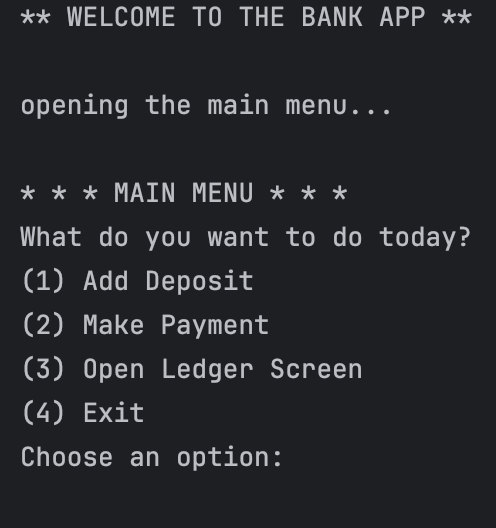 ** WELCOME TO THE BANK APP **
opening the main menu...
* * * MAIN MENU * * *
What do you want to do today?
(1) Add Deposit
(2) Make Payment
(3) Open Ledger Screen
(4) Exit
Choose an option: